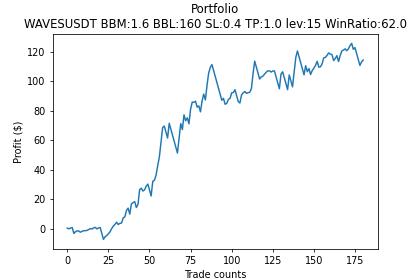 Portfolio
WAVESUSDT BBM:1.6 BBL:160 SL:0.4 TP:1.0 lev:15 WinRatio:62.0
Profit ($)
120
100
80
60
40
20
0
0 25 50 75 100 125 150 175
Trade counts